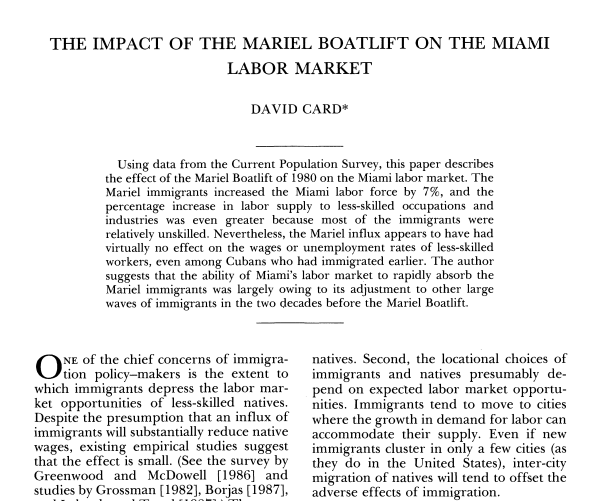 THE IMPACT OF THE MARIEL BOATLIFT ON THE MIAMI
LABOR MARKET
DAVID CARD*
Using data from the Current Population Survey, this paper describes
the effect of the Mariel Boatlift of 1980 on the Miami labor market. The
Mariel immigrants increased the Miami labor force by 7%, and the
percentage increase in labor supply to less-skilled occupations and
industries was even greater because most of the immigrants were
relatively unskilled. Nevertheless, the Mariel influx appears to have had
virtually no effect on the wages or unemployment rates of less-skilled
workers, even among Cubans who had immigrated earlier. The author
suggests that the ability of Miami's labor market to rapidly absorb the
Mariel immigrants was largely owing to its adjustment to other large
waves of immigrants in the two decades before the Mariel Boatlift.
ONE of the chief concerns of immigra-
tion policy–makers is the extent to
which immigrants depress the labor mar-
ket opportunities of less-skilled natives.
Despite the presumption that an influx of
immigrants will substantially reduce native
wages, existing empirical studies suggest
that the effect is small. (See the survey by
Greenwood and McDowell [1986] and
studies by Grossman [1982], Borjas [1987],
natives. Second, the locational choices of
immigrants and natives presumably de-
pend on expected labor market opportu-
nities. Immigrants tend to move to cities
where the growth in demand for labor can
accommodate their supply. Even if new
immigrants cluster in only a few cities (as
they do in the United States), inter-city
migration of natives will tend to offset the
adverse effects of immigration.